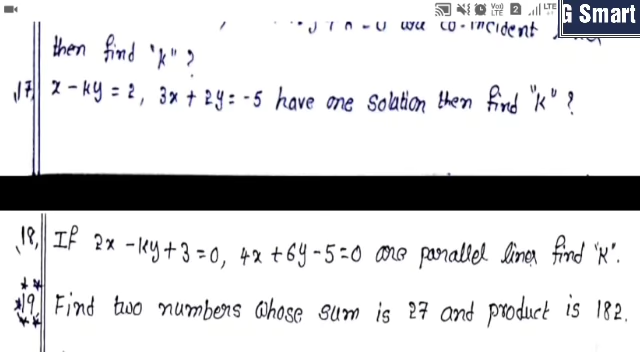 G Smart
co-incident
then find "k"?
17, x - ky = 2, 3x + 2y = -5 have one Solution then find "k"?
18, If 2x - ky + 3 = 0, 4x + 6y - 5 = 0 are parallel lines find "k".
19, Find two numbers whose sum is 27 and product is 182.